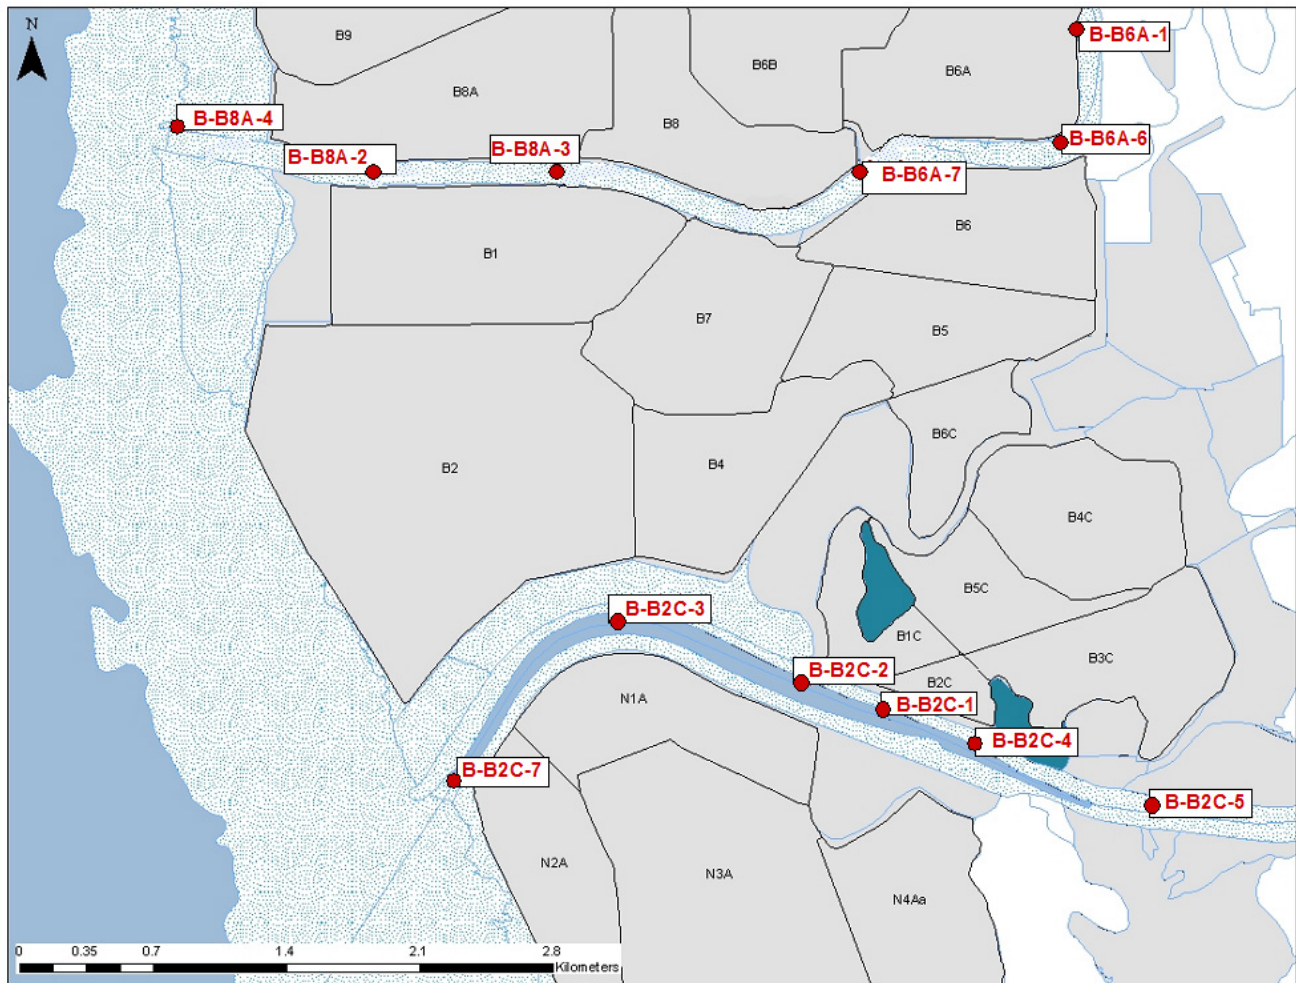 N
B9
B6B
B6A
B-B6A-1
B8A
B-B8A-4
B8
B-B6A-6
B-B8A-2
B-B8A-3
B-B6A-7
B6
B1
B7
B5
B6C
B2
B4
B4C
B5C
B-B2C-3
B1C
B3C
B-B2C-2
B2C
N1A
B-B2C-1
B-B2C-4
B-B2C-7
B-B2C-5
N2A
N3A
N4Aa
0 0.35 0.7 1.4 2.1 2.8
Kilometers